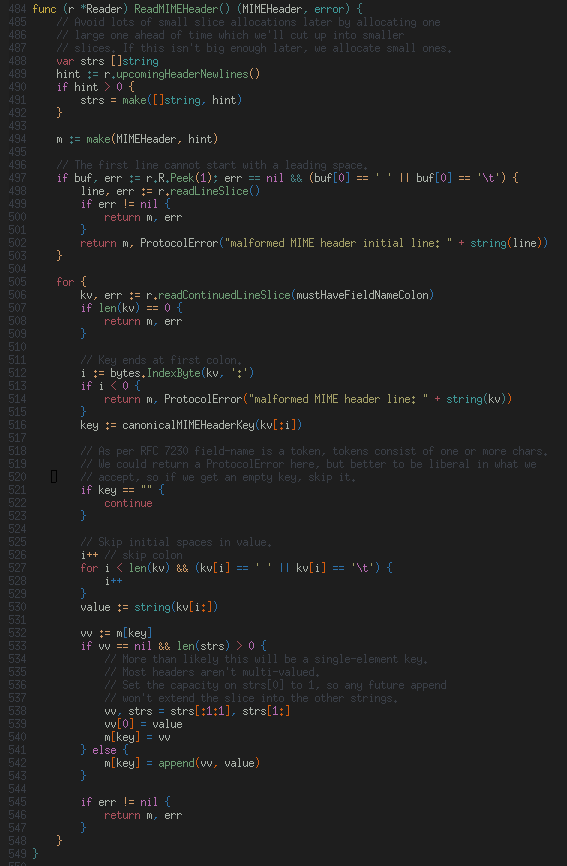 484 func (r *Reader) ReadMIMEHeader() (MIMEHeader, error) {
485     // Avoid lots of small slice allocations later by allocating one
486     // large one ahead of time which we'll cut up into smaller
487     // slices. If this isn't big enough later, we allocate small ones.
488     var strs []string
489     hint := r.upcomingHeaderNewlines()
490     if hint > 0 {
491         strs = make([]string, hint)
492     }
493
494     m := make(MIMEHeader, hint)
495
496     // The first line cannot start with a leading space.
497     if buf, err := r.R.Peek(1); err == nil && (buf[0] == ' ' || buf[0] == '\t') {
498         line, err := r.readLineSlice()
499         if err != nil {
500             return m, err
501         }
502         return m, ProtocolError("malformed MIME header initial line: " + string(line))
503     }
504
505     for {
506         kv, err := r.readContinuedLineSlice(mustHaveFieldNameColon)
507         if len(kv) == 0 {
508             return m, err
509         }
510
511         // Key ends at first colon.
512         i := bytes.IndexByte(kv, ':')
513         if i < 0 {
514             return m, ProtocolError("malformed MIME header line: " + string(kv))
515         }
516         key := canonicalMIMEHeaderKey(kv[:i])
517
518         // As per RFC 7230 field-name is a token, tokens consist of one or more chars.
519         // We could return a ProtocolError here, but better to be liberal in what we
520         // accept, so if we get an empty key, skip it.
521         if key == "" {
522             continue
523         }
524
525         // Skip initial spaces in value.
526         i++ // skip colon
527         for i < len(kv) && (kv[i] == ' ' || kv[i] == '\t') {
528             i++
529         }
530         value := string(kv[i:])
531
532         vv := m[key]
533         if vv == nil && len(strs) > 0 {
534             // More than likely this will be a single-element key.
535             // Most headers aren't multi-valued.
536             // Set the capacity on strs[0] to 1, so any future append
537             // won't extend the slice into the other strings.
538             vv, strs = strs[:1:1], strs[1:]
539             vv[0] = value
540             m[key] = vv
541         } else {
542             m[key] = append(vv, value)
543         }
544
545         if err != nil {
546             return m, err
547         }
548     }
549 }